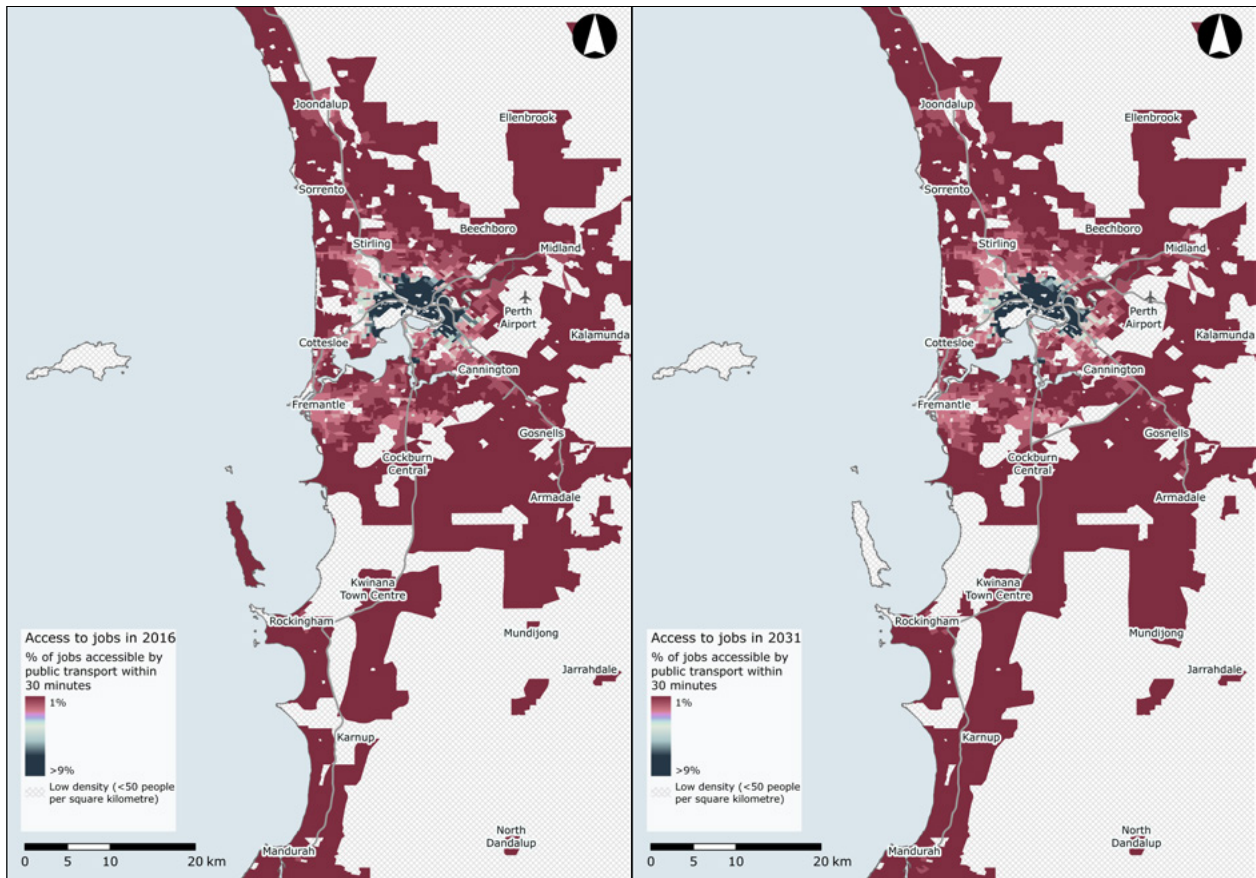 Joondalup
Ellenbrook
Sorrento
Beechboro
Stirling
Midland
Perth
Airport
Cottesloe
Kalamunda
Cannington
Fremantle
Gosnells
Cockburn
Central
Armadale
Kwinana
Town Centre
Rockingham
Mundijong
Jarrahdale
Karnup
North
Dandalup
Mandurah
Access to jobs in 2016
% of jobs accessible by
public transport within
30 minutes
1%
>9%
Low density (<50 people
per square kilometre)
0 5 10 20 km
Joondalup
Ellenbrook
Sorrento
Beechboro
Stirling
Midland
Perth
Airport
Cottesloe
Kalamunda
Cannington
Fremantle
Gosnells
Cockburn
Central
Armadale
Kwinana
Town Centre
Rockingham
Mundijong
Jarrahdale
Karnup
North
Dandalup
Mandurah
Access to jobs in 2031
% of jobs accessible by
public transport within
30 minutes
1%
>9%
Low density (<50 people
per square kilometre)
0 5 10 20 km